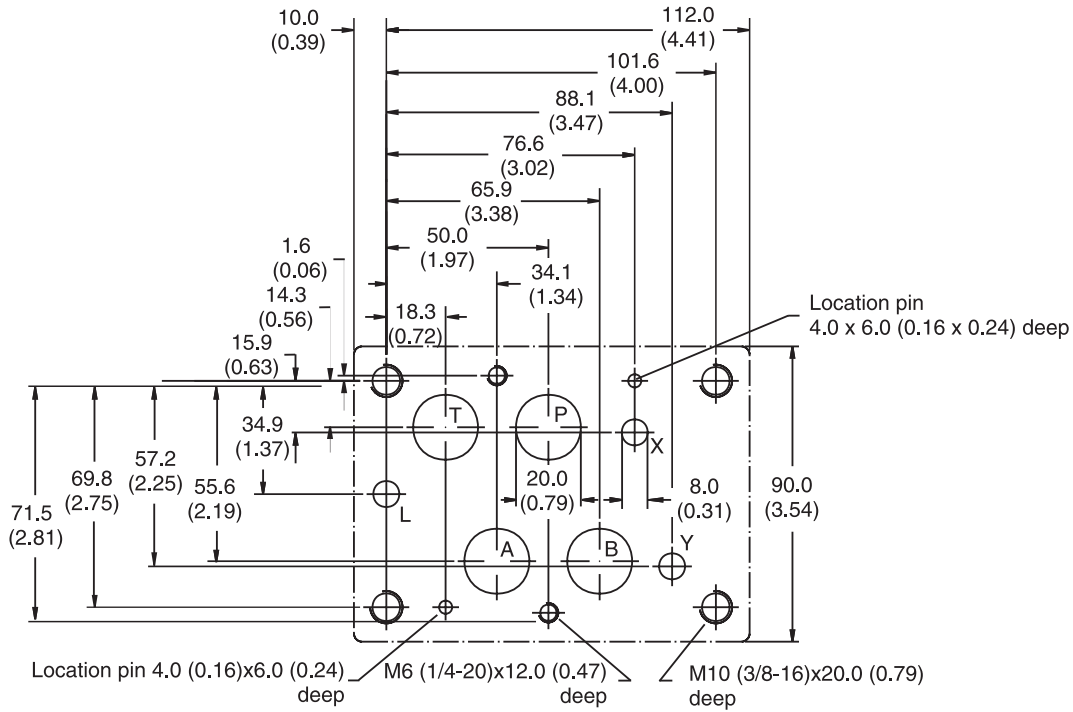 10.0
(0.39)
112.0
(4.41)
101.6
(4.00)
88.1
(3.47)
76.6
(3.02)
65.9
(3.38)
50.0
(1.97)
1.6
(0.06)
34.1
(1.34)
14.3
(0.56)
18.3
(0.72)
15.9
(0.63)
Location pin
4.0 x 6.0 (0.16 x 0.24) deep
T
P
X
34.9
(1.37)
57.2
(2.25)
69.8
(2.75)
55.6
(2.19)
71.5
(2.81)
20.0
(0.79)
8.0
(0.31)
90.0
(3.54)
L
A
B
Y
Location pin 4.0 (0.16)x6.0 (0.24)
deep
M6 (1/4-20)x12.0 (0.47)
deep
M10 (3/8-16)x20.0 (0.79)
deep